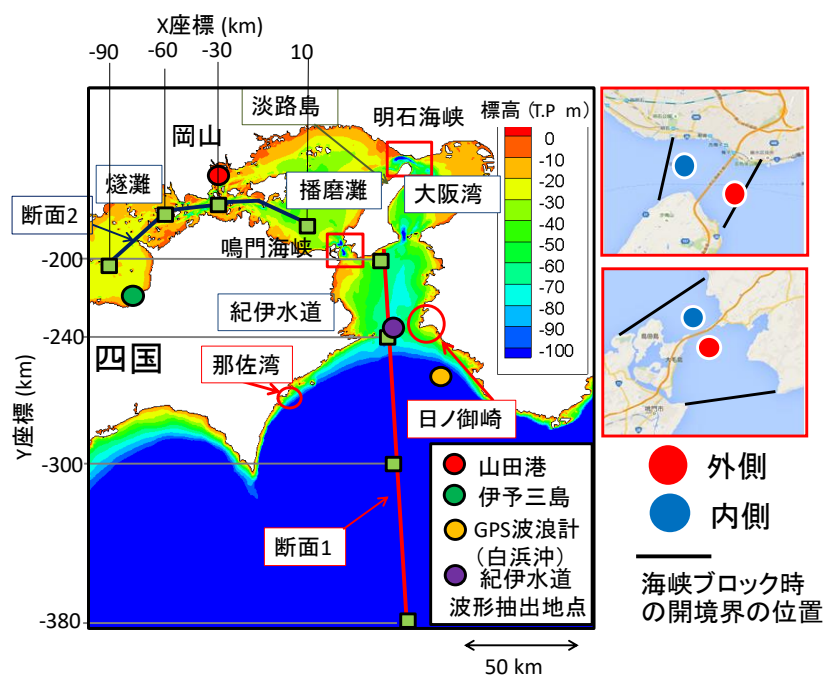 X座標 (km)
-90
-60
-30
10
淡路島
明石海峡
標高 (T.P m)
岡山
0
-10
-20
-30
-40
-50
-60
-70
-80
-90
-100
燧灘
播磨灘
大阪湾
断面2
鳴門海峡
-200
紀伊水道
-240
四国
那佐湾
日ノ御崎
Y座標 (km)
-300
断面1
-380
山田港
伊予三島
GPS波浪計
(白浜沖)
紀伊水道
波形抽出地点
50 km
外側
内側
海峡ブロック時
の開境界の位置
鳴門市